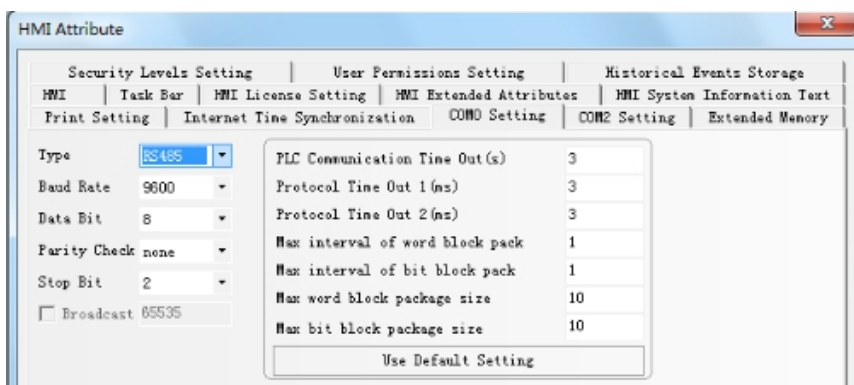 HMI Attribute
Security Levels Setting User Permissions Setting Historical Events Storage
HMI Task Bar HMI License Setting HMI Extended Attributes HMI System Information Text
Print Setting Internet Time Synchronization COM0 Setting COM2 Setting Extended Memory
Type RS485 PLC Communication Time Out(s) 3
Baud Rate 9600 Protocol Time Out 1(ms) 3
Data Bit 8 Protocol Time Out 2(ms) 3
Parity Check none Max interval of word block pack 1
Stop Bit 2 Max interval of bit block pack 1
Broadcast 65535 Max word block package size 10
Max bit block package size 10
Use Default Setting